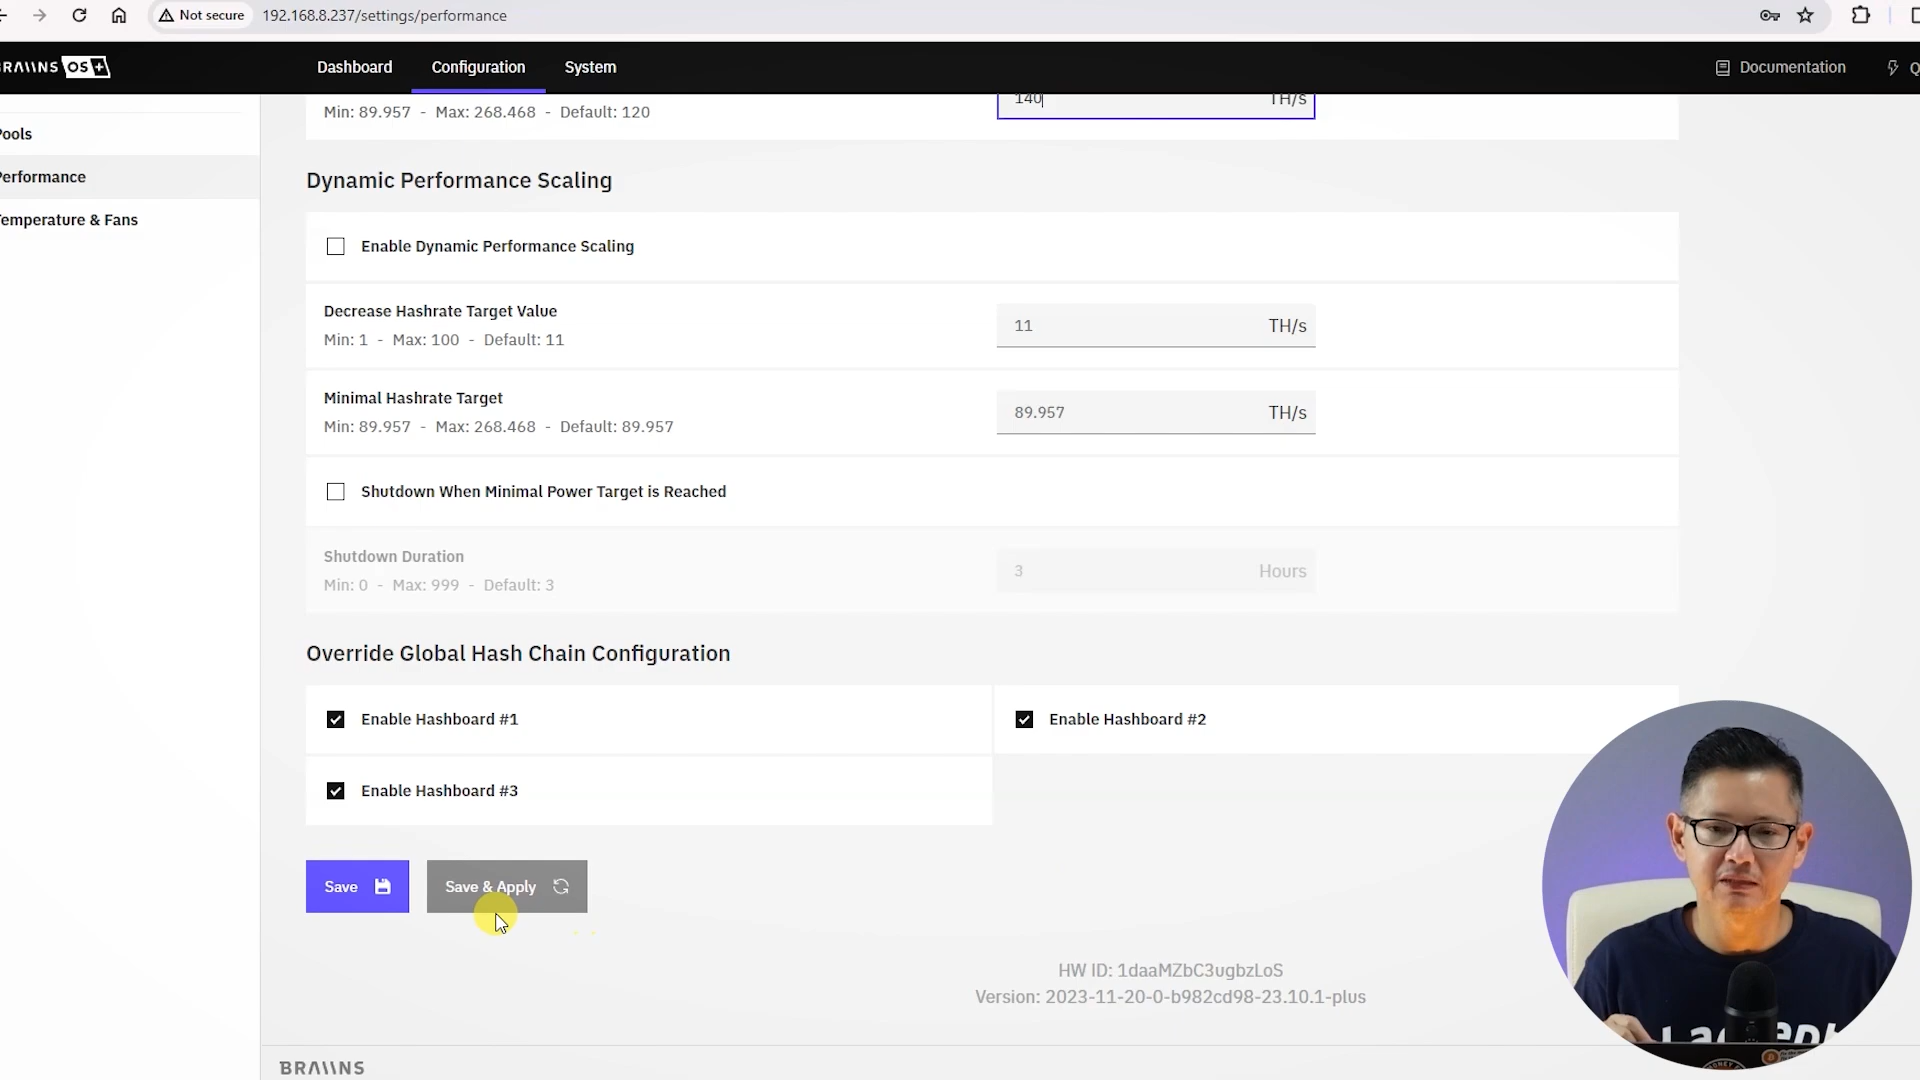 Not secure 192.168.8.237/settings/performance
OS+
Dashboard Configuration System Documentation
140 TH/s
Min: 89.957 - Max: 268.468 - Default: 120
Pools
Performance
Temperature & Fans
Dynamic Performance Scaling
Enable Dynamic Performance Scaling
Decrease Hashrate Target Value
Min: 1 - Max: 100 - Default: 11
11 TH/s
Minimal Hashrate Target
Min: 89.957 - Max: 268.468 - Default: 89.957
89.957 TH/s
Shutdown When Minimal Power Target is Reached
Shutdown Duration
Min: 0 - Max: 999 - Default: 3
3 Hours
Override Global Hash Chain Configuration
Enable Hashboard #1
Enable Hashboard #2
Enable Hashboard #3
Save
Save & Apply
HW ID: 1daaMZbC3ugbzLoS
Version: 2023-11-20-0-b982cd98-23.10.1-plus
BRAIINS